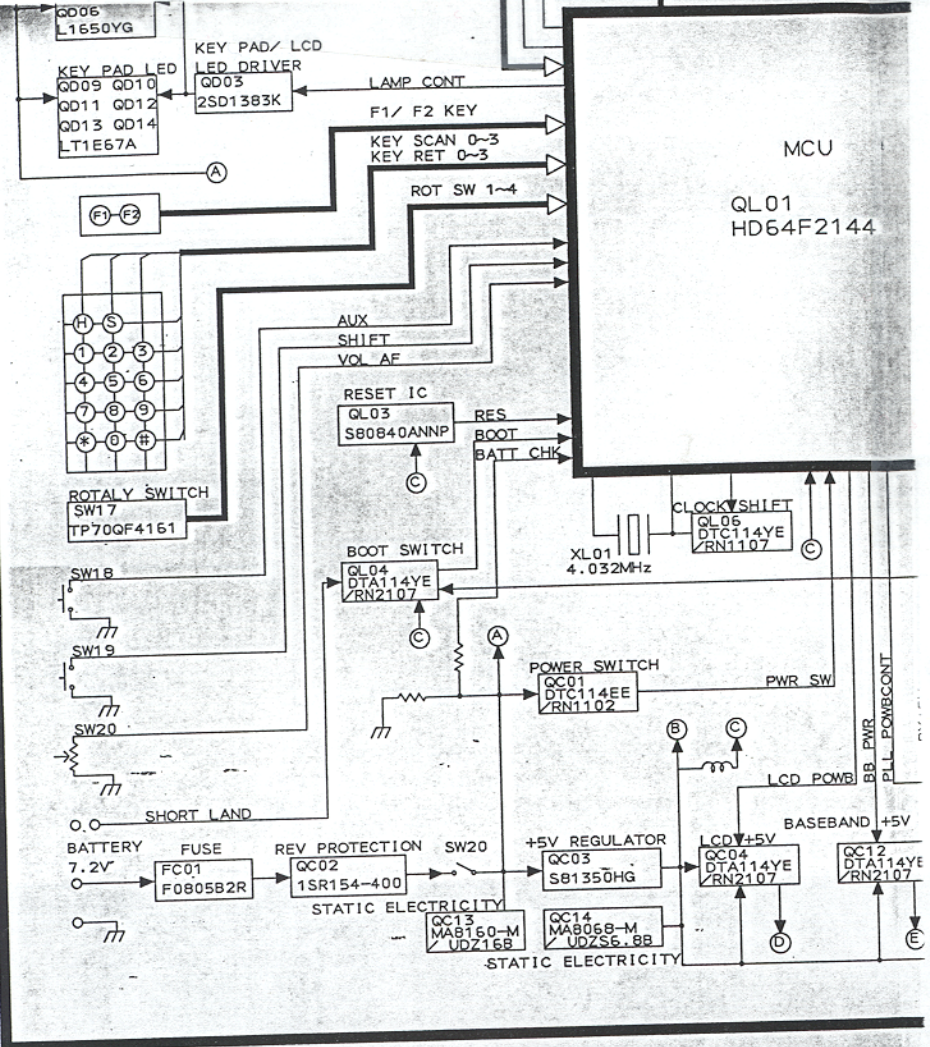 QD06
L1650YG
KEY PAD/ LCD
LED DRIVER
KEY PAD LED
QD09 QD10
QD11 QD12
QD13 QD14
LT1E67A
QD03
2SD1383K
LAMP CONT
F1/ F2 KEY
KEY SCAN 0~3
KEY RET 0~3
ROT SW 1~4
A
F1 F2
MCU
QL01
HD64F2144
H S
1 2 3
4 5 6
7 8 9
* 0 #
AUX
SHIFT
VOL AF
RESET IC
QL03
S80840ANNP
RES
BOOT
BATT CHK
C
ROTALY SWITCH
SW17
TP70QF4161
CLOCK SHIFT
QL06
DTC114YE
/RN1107
XL01
4.032MHz
C
BOOT SWITCH
QL04
DTA114YE
/RN2107
C
SW18
SW19
SW20
A
POWER SWITCH
QC01
DTC114EE
/RN1102
PWR SW
B
C
LCD POWB
BB PWR
PLL POWBCONT
SHORT LAND
BATTERY
7.2V
FUSE
FC01
F0805B2R
REV PROTECTION
QC02
1SR154-400
SW20
+5V REGULATOR
QC03
S81350HG
LCD +5V
QC04
DTA114YE
/RN2107
BASEBAND +5V
QC12
DTA114YE
/RN2107
STATIC ELECTRICITY
QC13
MA8160-M
/ UDZ16B
QC14
MA8068-M
/ UDZS6.8B
STATIC ELECTRICITY
D
E